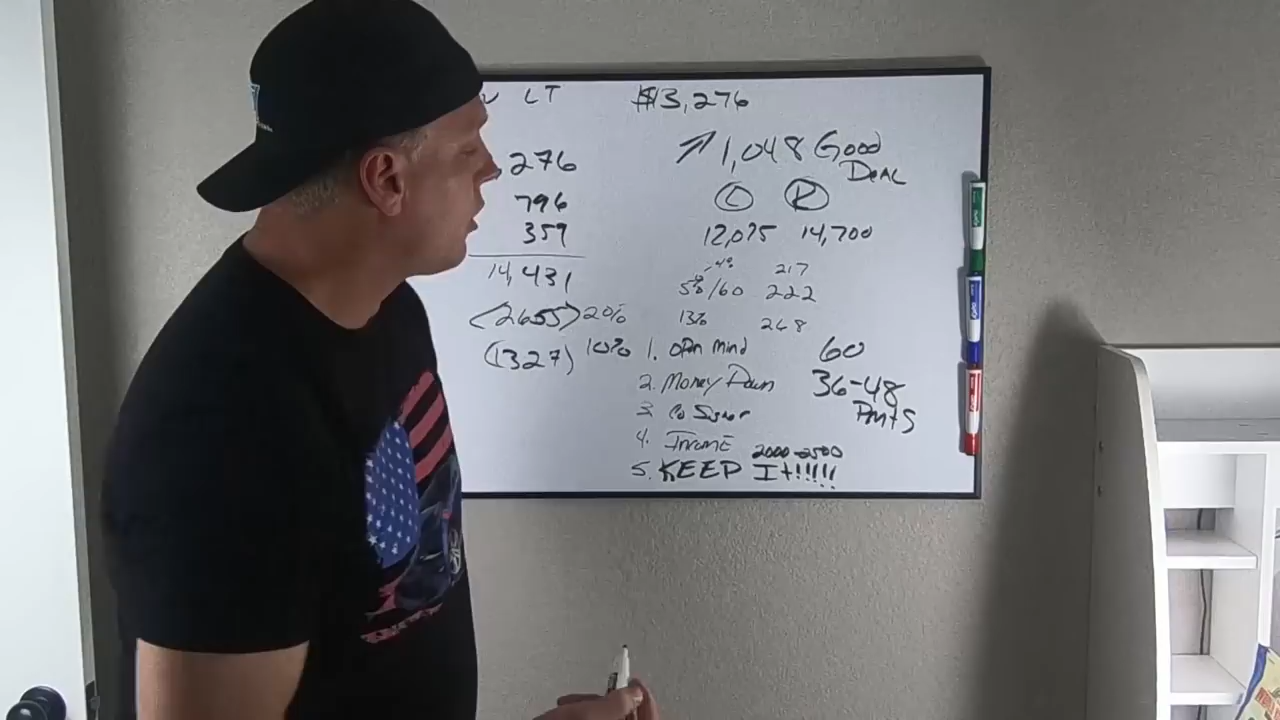 LT
276
796
359
14,431
<2655> 20%
(1327) 10%
$13,276
1,048 Good
Deal
C R
12,075 14,700
4% 217
5%/60 222
13% 268
1. Open Mind
2. Money Down
3. Co Signer
4. Income 2000-2500
5. KEEP It!!!!!
60
36-48
Pmts